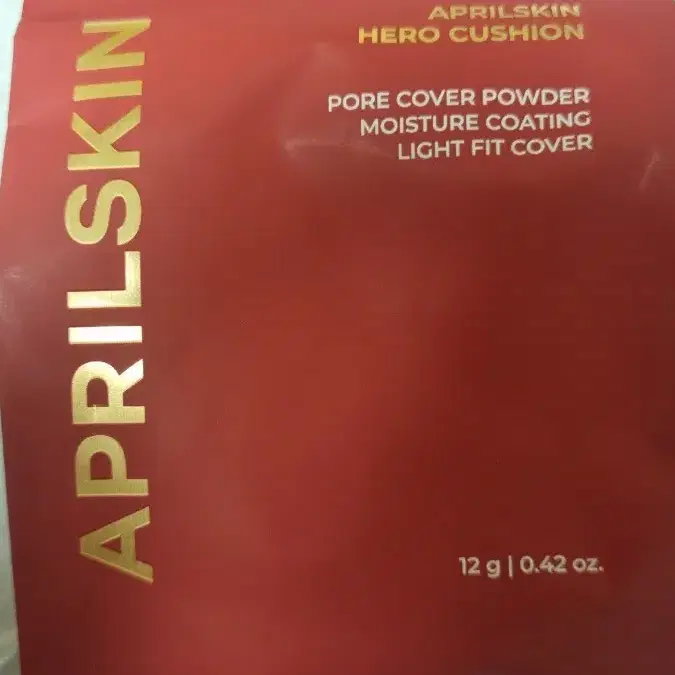 APRILSKIN
APRILSKIN
HERO CUSHION
PORE COVER POWDER
MOISTURE COATING
LIGHT FIT COVER
12 g | 0.42 oz.